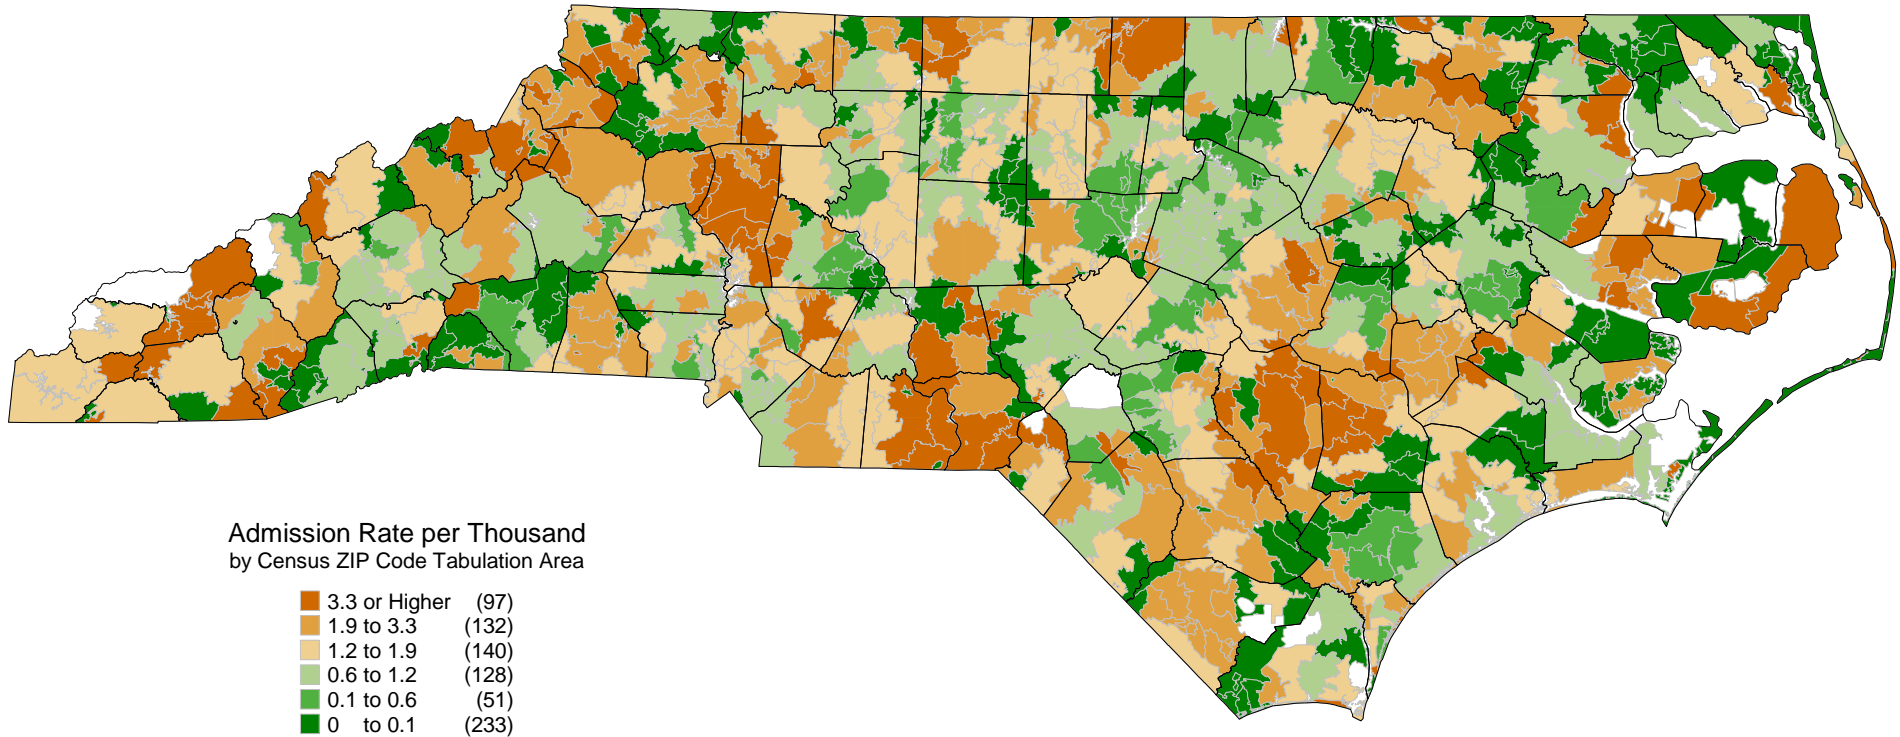 Admission Rate per Thousand
by Census ZIP Code Tabulation Area
3.3 or Higher (97)
1.9 to 3.3 (132)
1.2 to 1.9 (140)
0.6 to 1.2 (128)
0.1 to 0.6 (51)
0 to 0.1 (233)